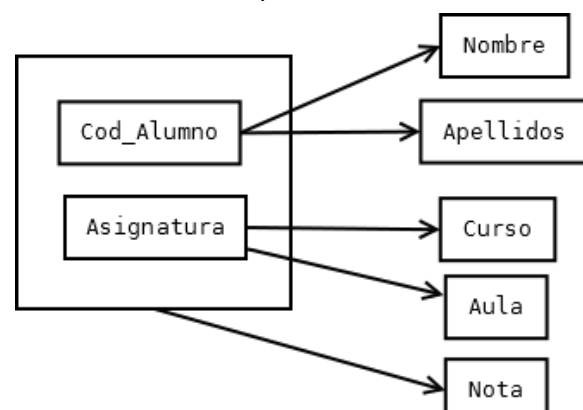 Nombre
Cod_Alumno
Apellidos
Asignatura
Curso
Aula
Nota